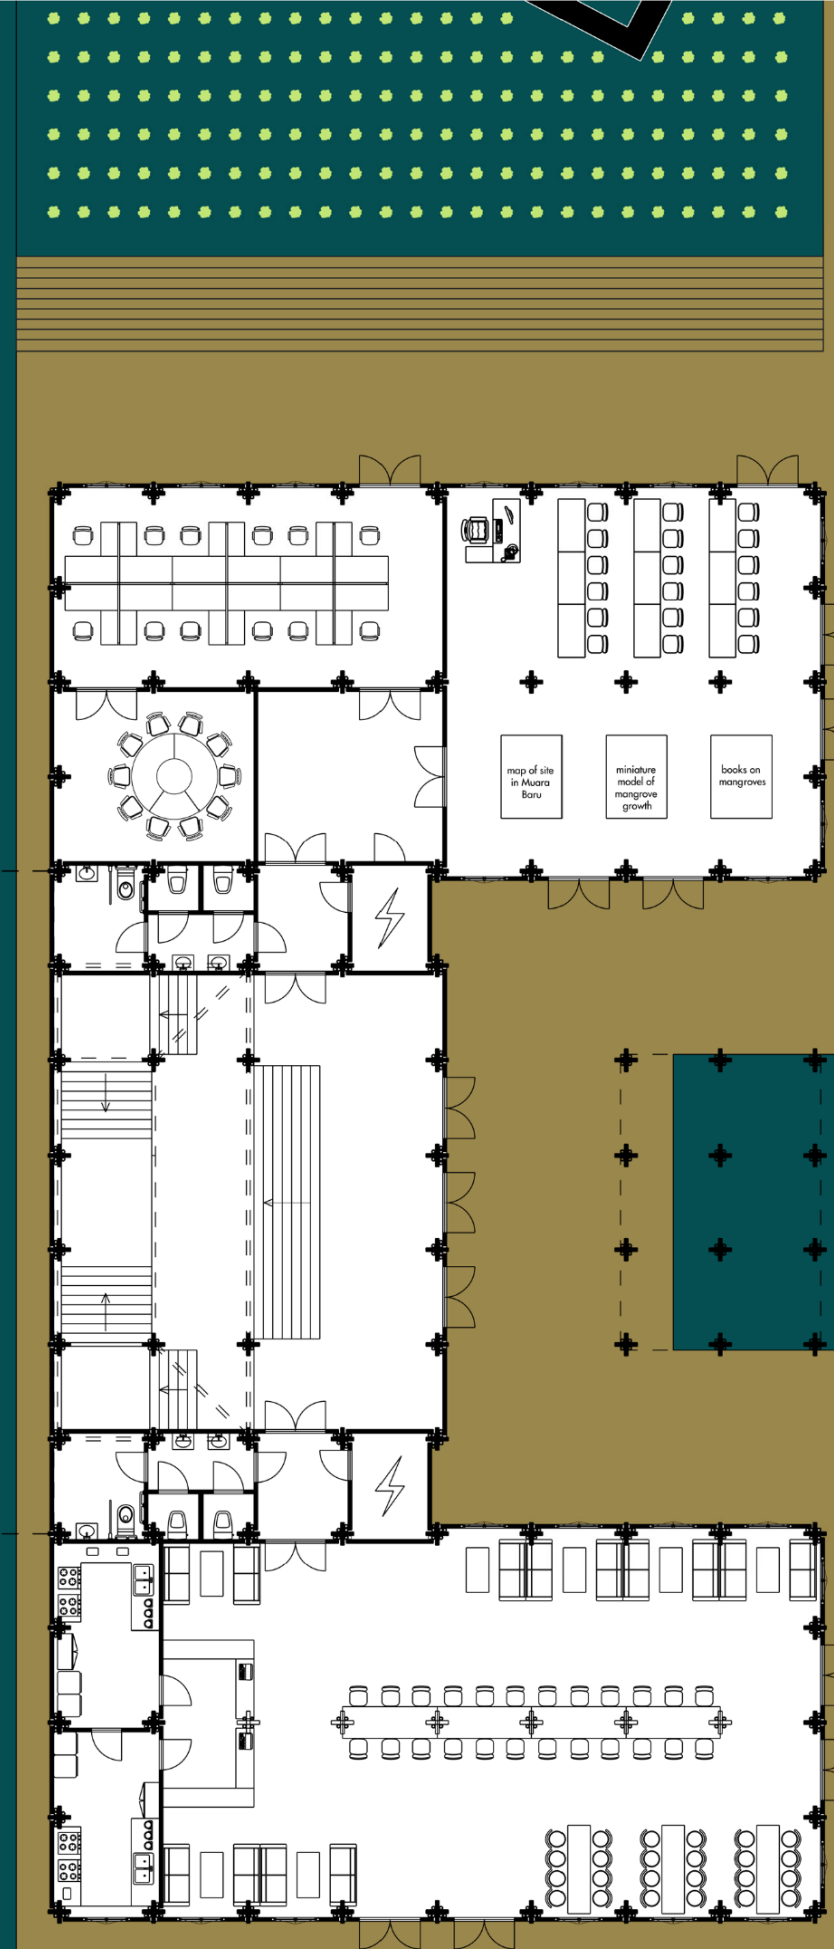 map of site
in Muara
Baru
miniature
model of
mangrove
growth
books on
mangroves